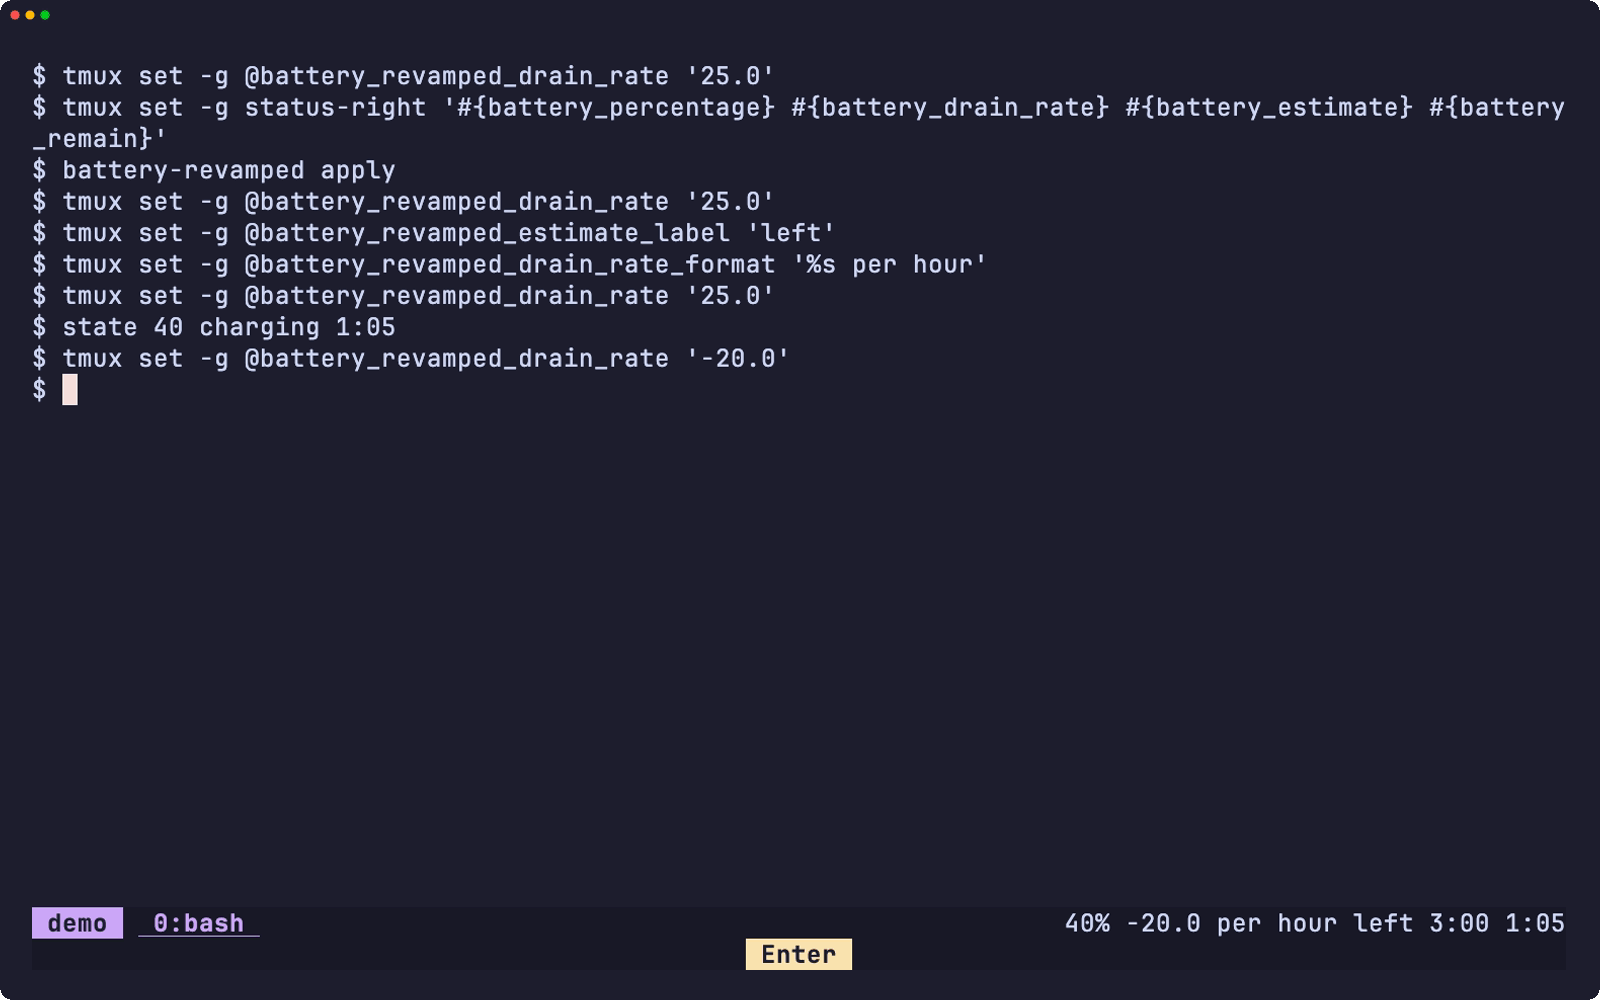 $ tmux set -g @battery_revamped_drain_rate '25.0'
$ tmux set -g status-right '#{battery_percentage} #{battery_drain_rate} #{battery_estimate} #{battery
_remain}'
$ battery-revamped apply
$ tmux set -g @battery_revamped_drain_rate '25.0'
$ tmux set -g @battery_revamped_estimate_label 'left'
$ tmux set -g @battery_revamped_drain_rate_format '%s per hour'
$ tmux set -g @battery_revamped_drain_rate '25.0'
$ state 40 charging 1:05
$ tmux set -g @battery_revamped_drain_rate '-20.0'
$
demo 0:bash 40% -20.0 per hour left 3:00 1:05
Enter